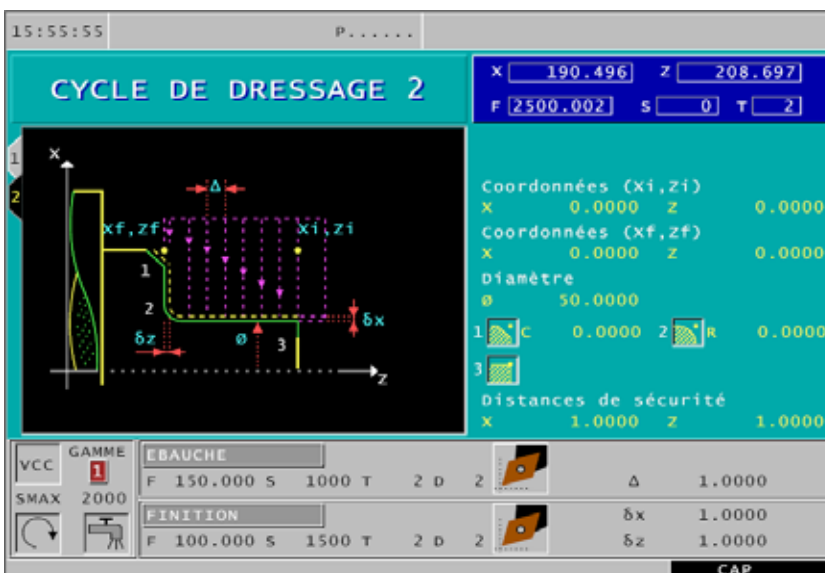 15:55:55 P......
CYCLE DE DRESSAGE 2
X 190.496 Z 208.697
F 2500.002 S 0 T 2
1
2
X
Δ
xf,zf xi,zi
1
2
δx
δz ø 3
Z
Coordonnées (xi,zi)
X 0.0000 Z 0.0000
Coordonnées (xf,zf)
X 0.0000 Z 0.0000
Diamètre
ø 50.0000
1 C 0.0000 2 R 0.0000
3
Distances de sécurité
X 1.0000 Z 1.0000
VCC GAMME
1
SMAX 2000
EBAUCHE
F 150.000 S 1000 T 2 D 2 Δ 1.0000
FINITION
F 100.000 S 1500 T 2 D 2
δx 1.0000
δz 1.0000
CAP